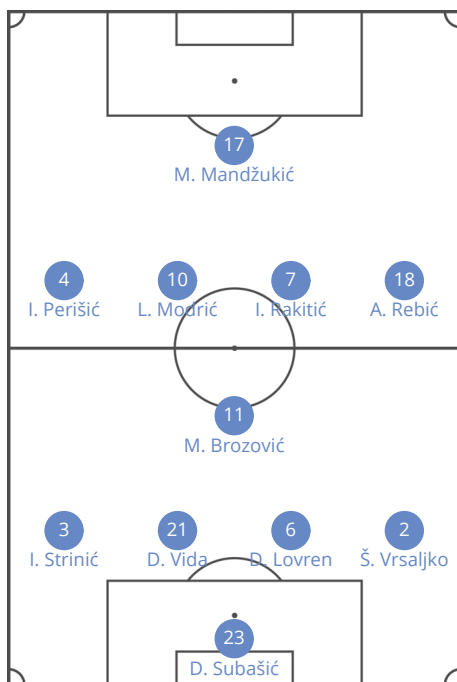 17
M. Mandžukić
4
I. Perišić
10
L. Modrić
7
I. Rakitić
18
A. Rebić
11
M. Brozović
3
I. Strinić
21
D. Vida
6
D. Lovren
2
Š. Vrsaljko
23
D. Subašić